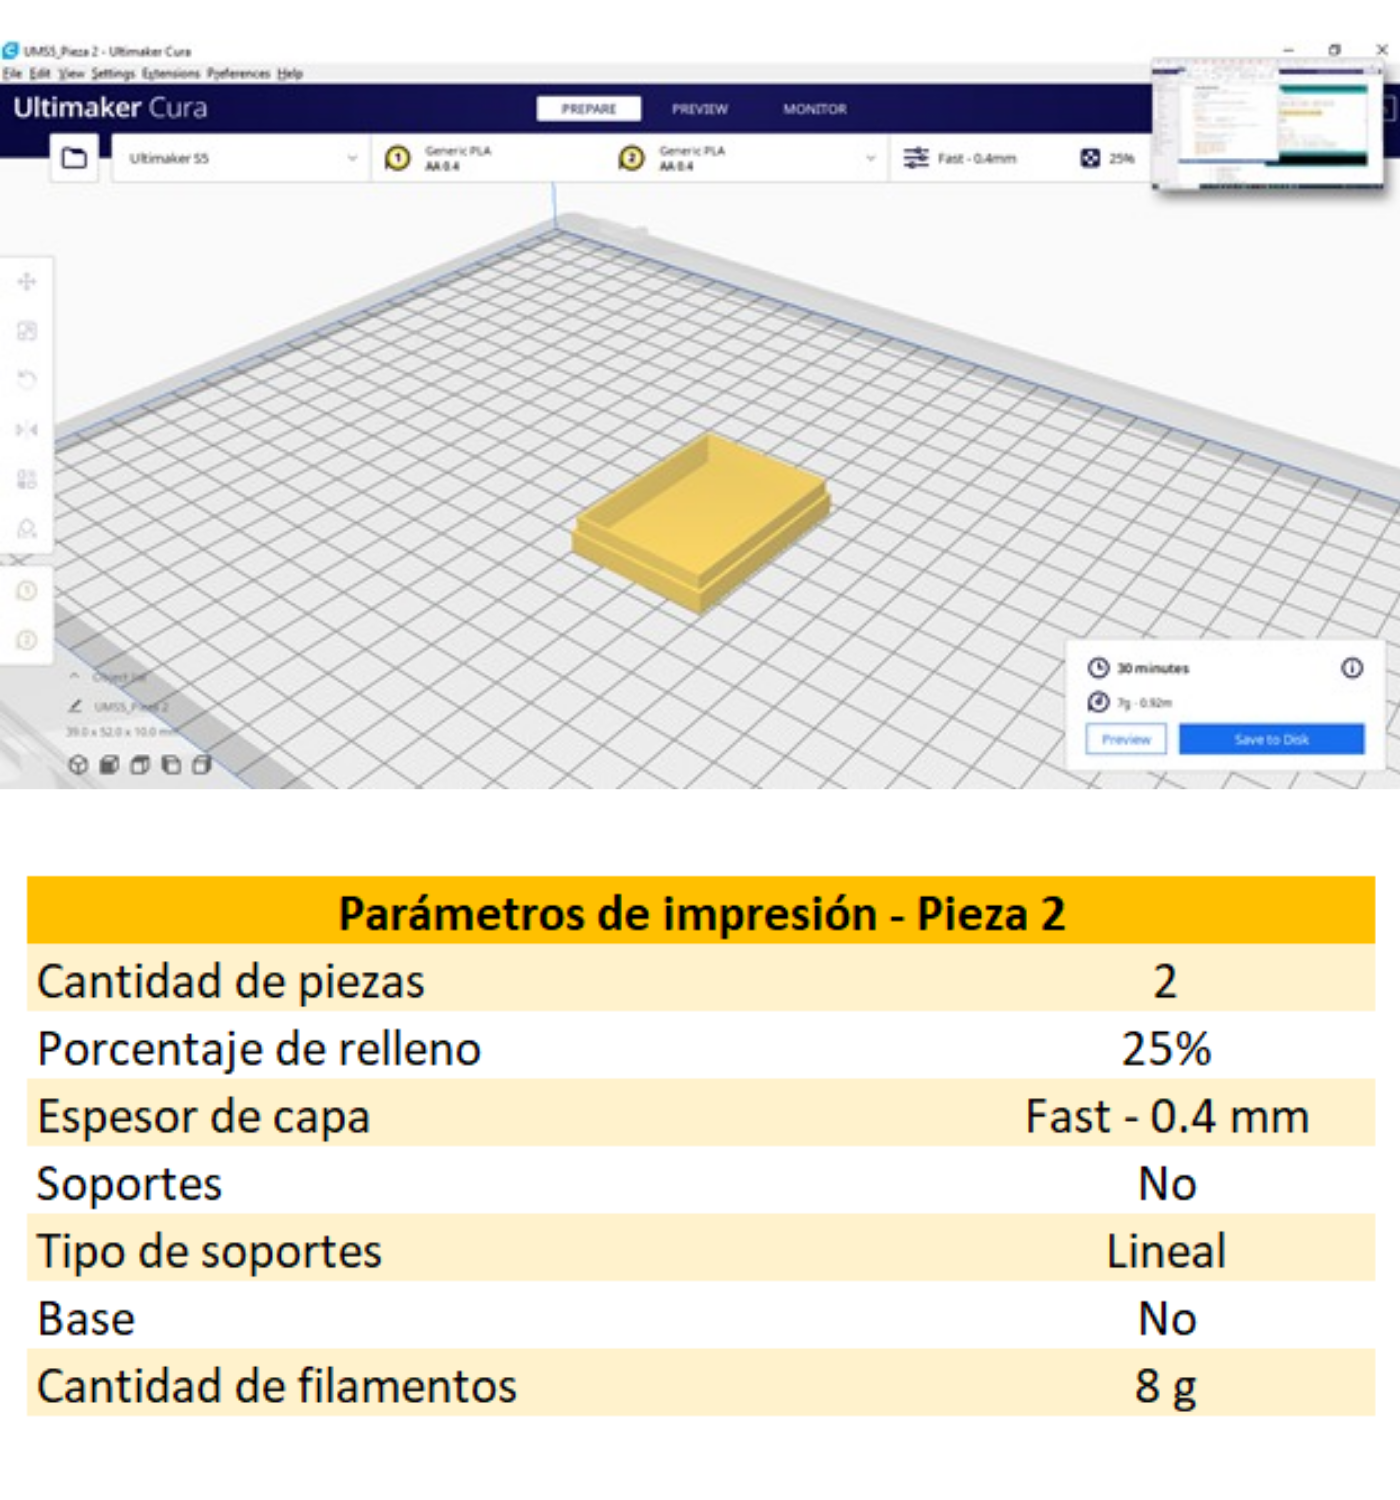 UMS5_Pieza 2 - Ultimaker Cura
File Edit View Settings Extensions Preferences Help
Ultimaker Cura
PREPARE PREVIEW MONITOR
Ultimaker S5
1 Generic PLA
AA 0.4
2 Generic PLA
AA 0.4
Fast - 0.4mm
25%
1
2
Object list
UMS5_Pieza 2
39.0 x 52.0 x 10.0 mm
30 minutes
7g · 0.92m
Preview
Save to Disk
Parámetros de impresión - Pieza 2
Cantidad de piezas 2
Porcentaje de relleno 25%
Espesor de capa Fast - 0.4 mm
Soportes No
Tipo de soportes Lineal
Base No
Cantidad de filamentos 8 g